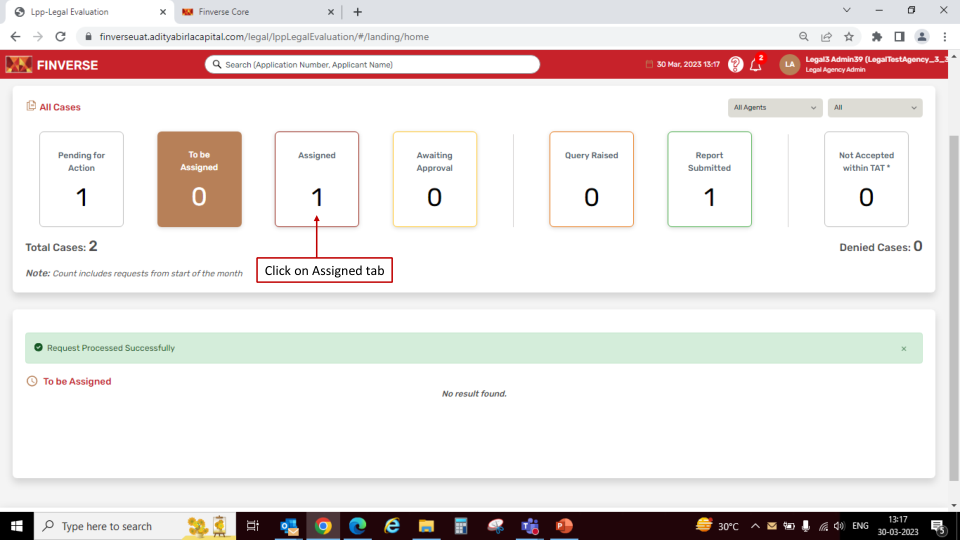 Lpp-Legal Evaluation
Finverse Core
finverseuat.adityabirlacapital.com/legal/lppLegalEvaluation/#/landing/home
FINVERSE
Search (Application Number, Applicant Name)
30 Mar, 2023 13:17
2
LA
Legal3 Admin39 (LegalTestAgency_3_3
Legal Agency Admin
All Cases
All Agents
All
Pending for
Action
1
To be
Assigned
0
Assigned
1
Awaiting
Approval
0
Query Raised
0
Report
Submitted
1
Not Accepted
within TAT *
0
Total Cases: 2
Denied Cases: 0
Note: Count includes requests from start of the month
Click on Assigned tab
Request Processed Successfully
To be Assigned
No result found.
Type here to search
30°C
ENG
13:17
30-03-2023
5